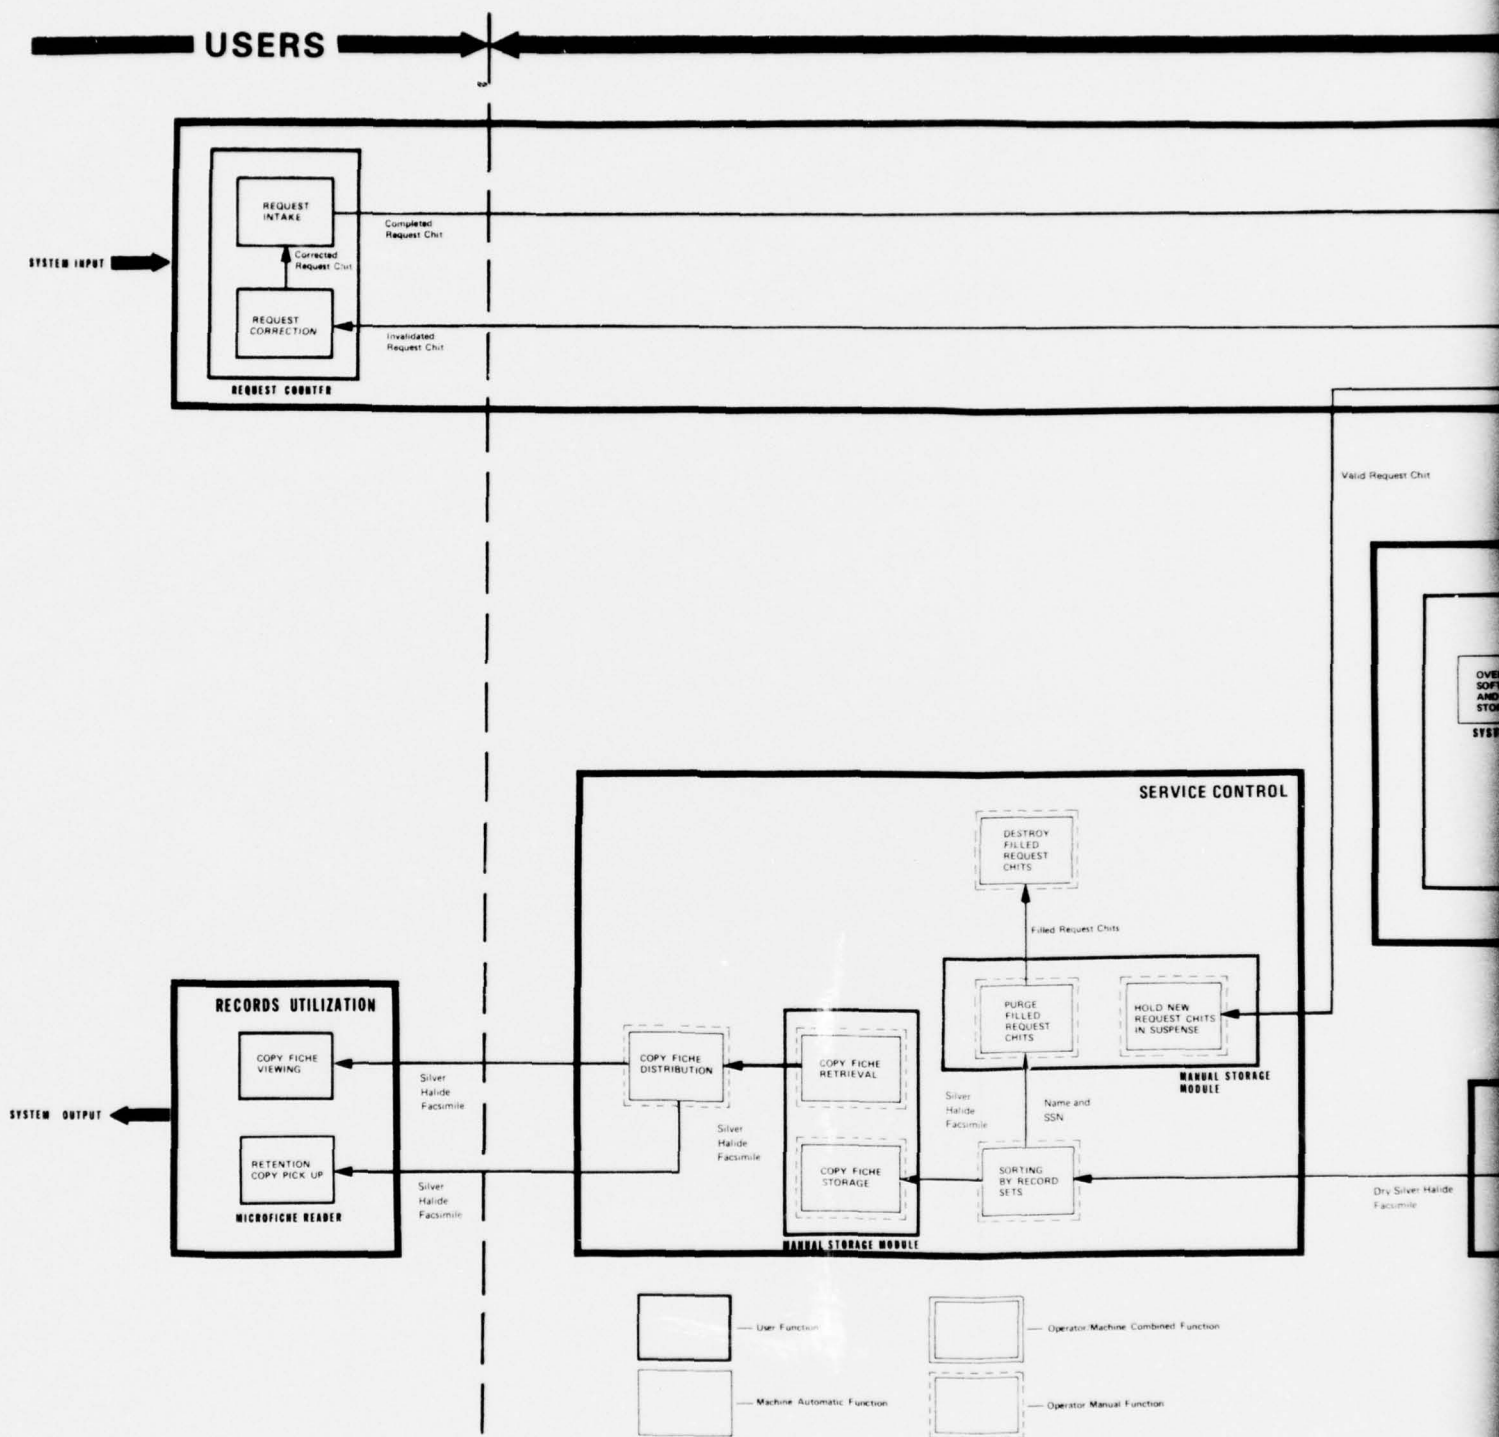 USERS
REQUEST
INTAKE
Completed
Request Chit
SYSTEM INPUT
Corrected
Request Chit
REQUEST
CORRECTION
Invalidated
Request Chit
REQUEST COUNTER
Valid Request Chit
SERVICE CONTROL
DESTROY
FILLED
REQUEST
CHITS
Filled Request Chits
PURGE
FILLED
REQUEST
CHITS
HOLD NEW
REQUEST CHITS
IN SUSPENSE
MANUAL STORAGE
MODULE
RECORDS UTILIZATION
COPY FICHE
VIEWING
Silver
Halide
Facsimile
COPY FICHE
DISTRIBUTION
COPY FICHE
RETRIEVAL
Silver
Halide
Facsimile
Silver
Halide
Facsimile
Name and
SSN
SYSTEM OUTPUT
RETENTION
COPY PICK UP
Silver
Halide
Facsimile
MICROFICHE READER
COPY FICHE
STORAGE
SORTING
BY RECORD
SETS
Dry Silver Halide
Facsimile
MANUAL STORAGE MODULE
User Function
Operator/Machine Combined Function
Machine Automatic Function
Operator Manual Function